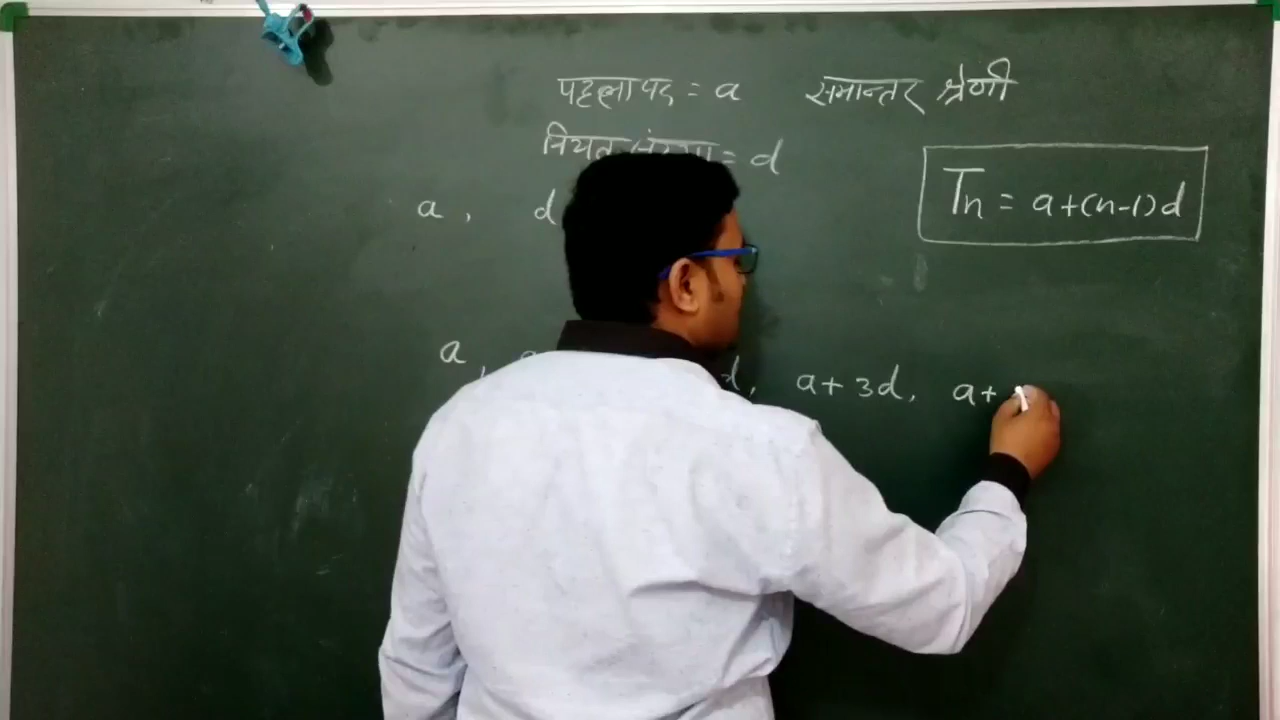 पहला पद = a समान्तर श्रेणी
नियत संख्या = d
Tn = a+(n-1)d
a, d
a, d, a+3d, a+